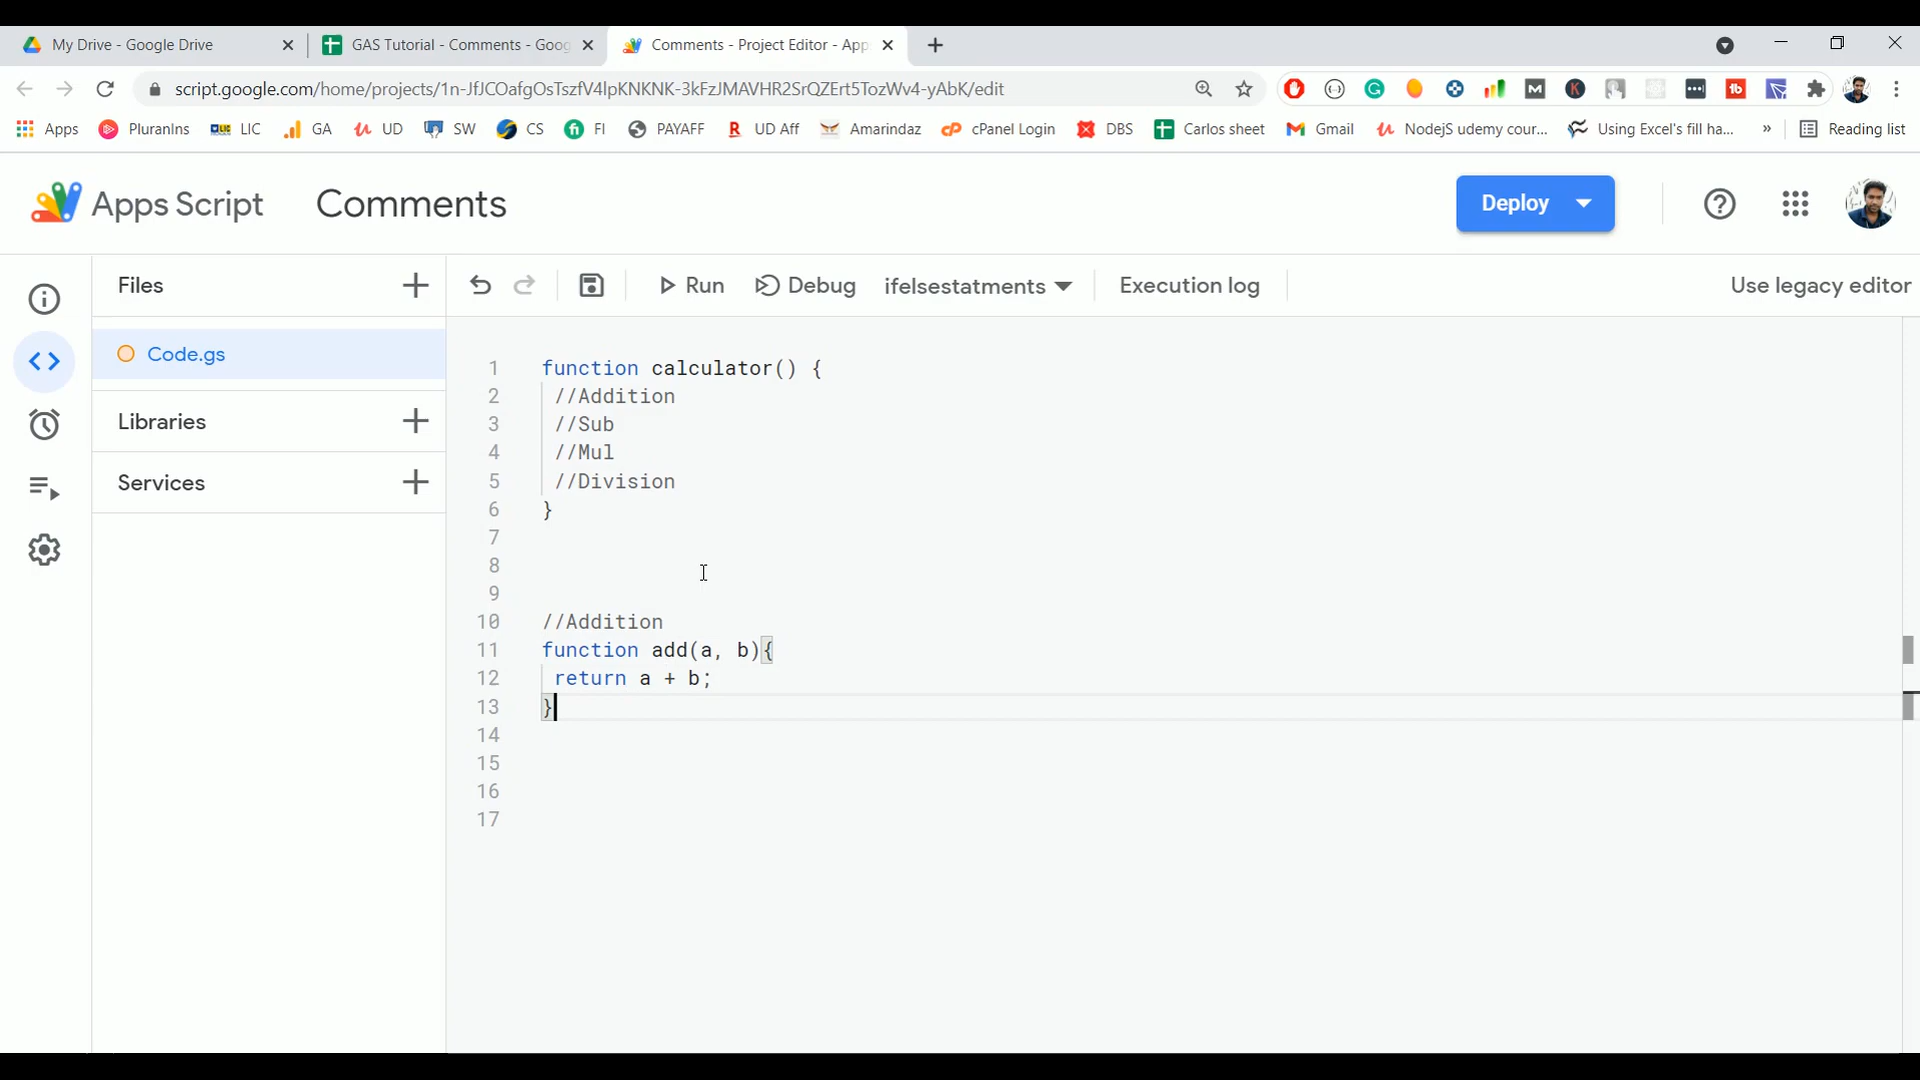 My Drive - Google Drive
GAS Tutorial - Comments - Goog
Comments - Project Editor - App
script.google.com/home/projects/1n-JfJCOafgOsTszfV4lpKNKNK-3kFzJMAVHR2SrQZErt5TozWv4-yAbK/edit
Apps
PluranIns
LIC
GA
UD
SW
CS
FI
PAYAFF
UD Aff
Amarindaz
cPanel Login
DBS
Carlos sheet
Gmail
NodejS udemy cour...
Using Excel's fill ha...
»
Reading list
Apps Script
Comments
Deploy
Files
Run
Debug
ifelsestatments
Execution log
Use legacy editor
Code.gs
Libraries
Services
1 function calculator() {
2 //Addition
3 //Sub
4 //Mul
5 //Division
6 }
7
8
9
10 //Addition
11 function add(a, b){
12 return a + b;
13 }
14
15
16
17